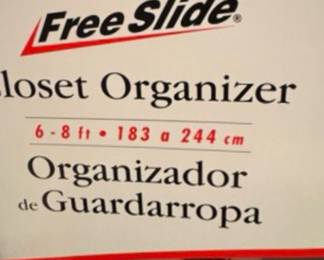 Free Slide®
loset Organizer
6 - 8 ft • 183 a 244 cm
Organizador
de Guardarropa